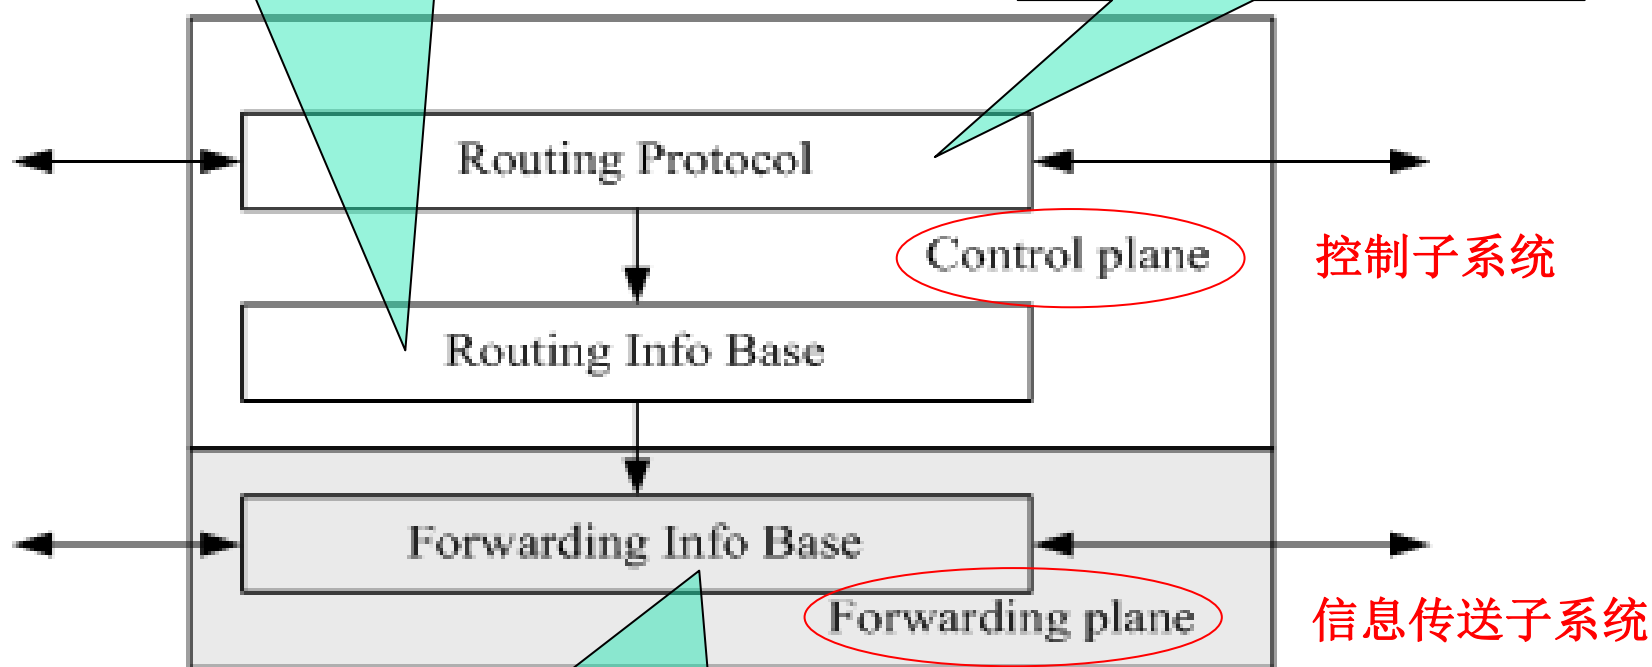 Routing Protocol
Control plane
控制子系统
Routing Info Base
Forwarding Info Base
Forwarding plane
信息传送子系统